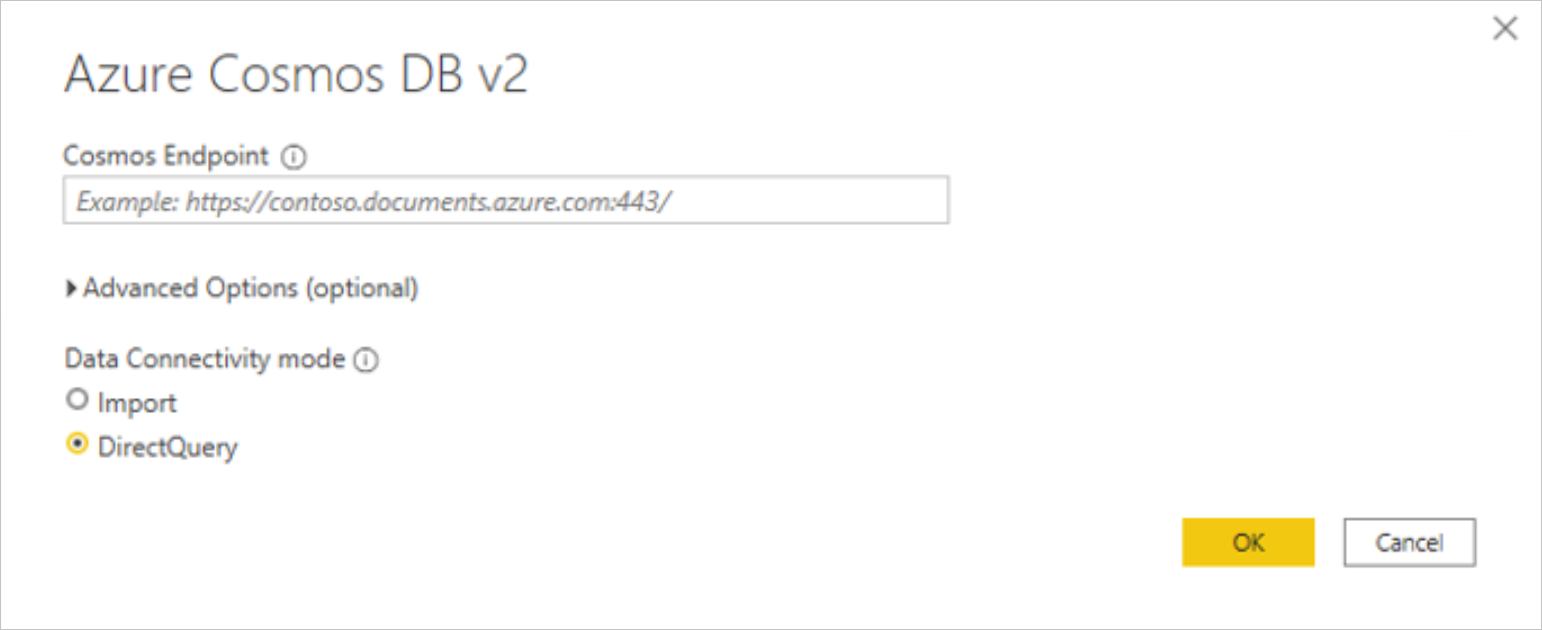 Azure Cosmos DB v2
Cosmos Endpoint
Example: https://contoso.documents.azure.com:443/
Advanced Options (optional)
Data Connectivity mode
Import
DirectQuery
OK
Cancel